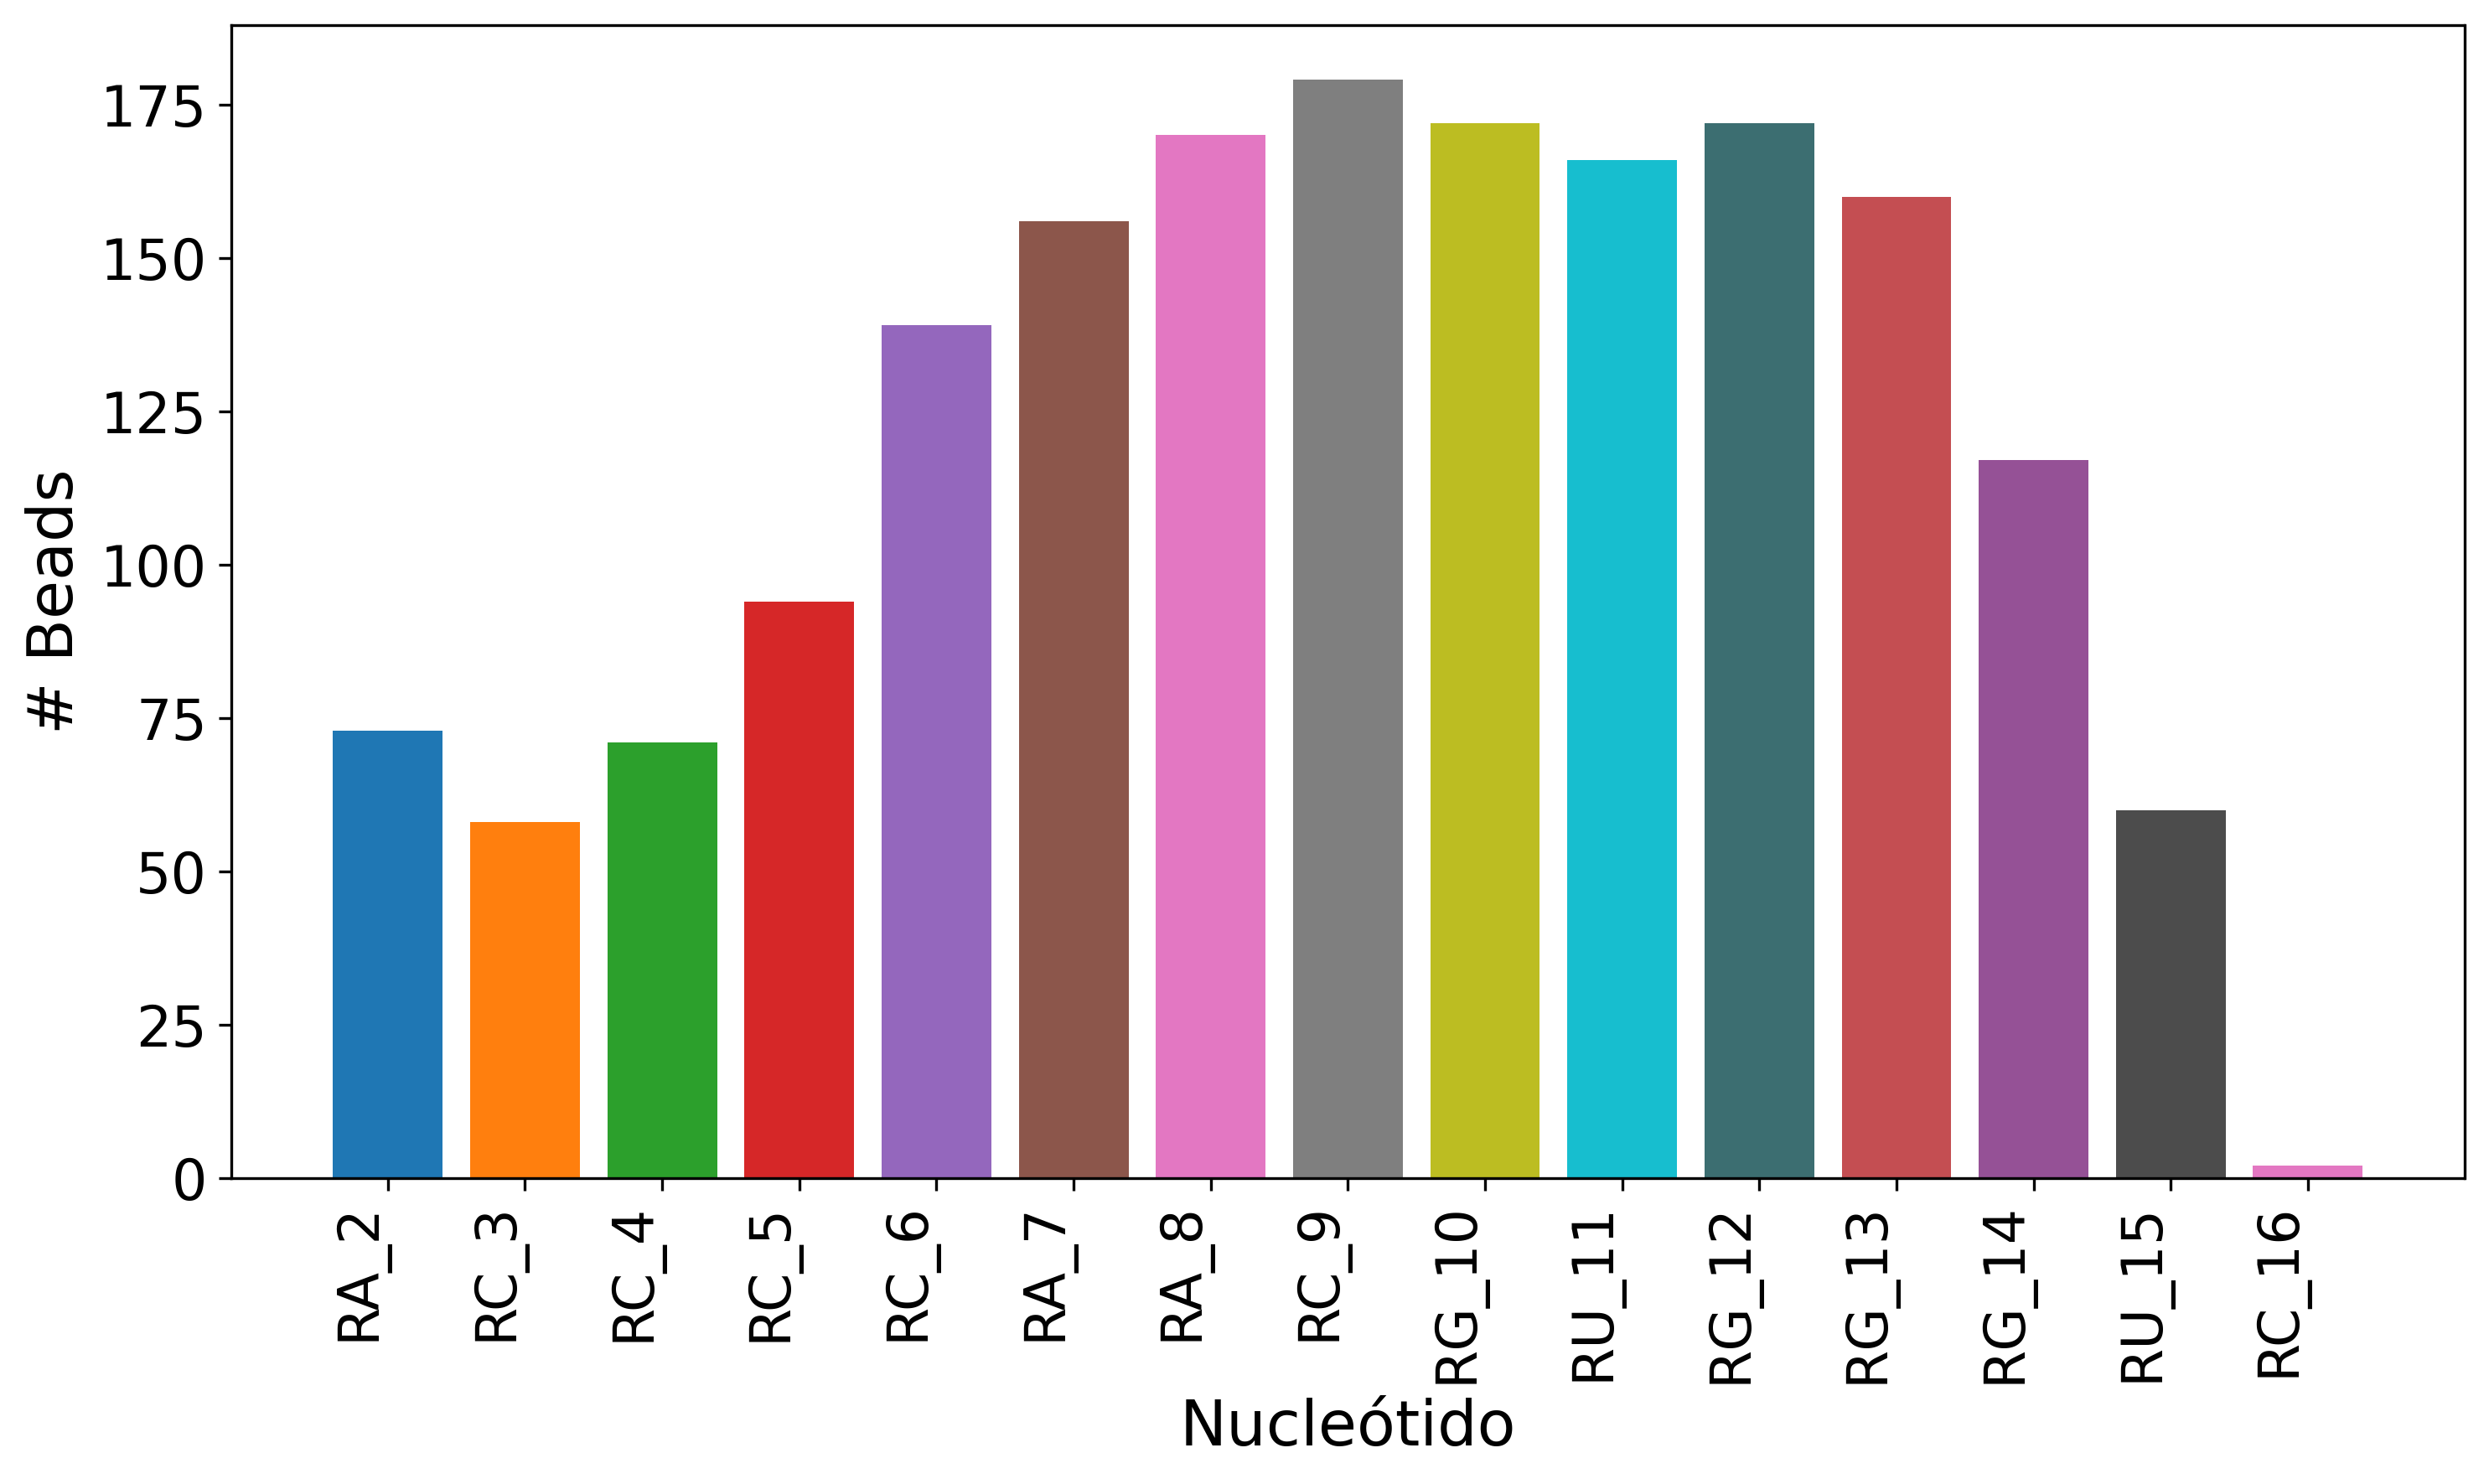 # Beads
175
150
125
100
75
50
25
0
RA_2
RC_3
RC_4
RC_5
RC_6
RA_7
RA_8
RC_9
RG_10
RU_11
RG_12
RG_13
RG_14
RU_15
RC_16
Nucleótido